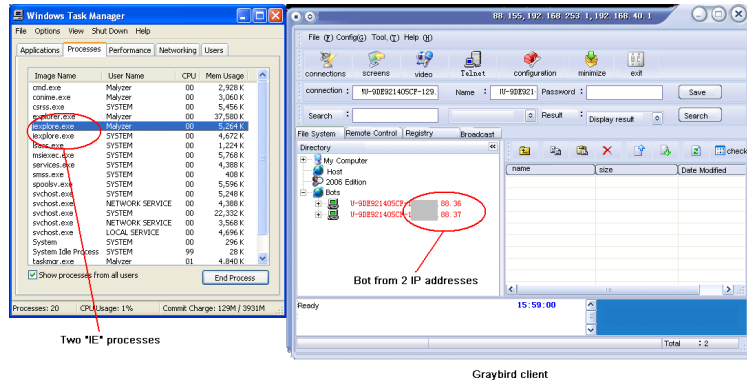 Windows Task Manager
File Options View Shut Down Help
Applications Processes Performance Networking Users
Image Name User Name CPU Mem Usage
cmd.exe Malyzer 00 2,928 K
conime.exe Malyzer 00 3,060 K
csrss.exe SYSTEM 00 5,456 K
explorer.exe Malyzer 00 37,580 K
iexplore.exe Malyzer 00 5,264 K
iexplore.exe SYSTEM 00 4,672 K
lsass.exe SYSTEM 00 1,224 K
msiexec.exe SYSTEM 00 5,768 K
services.exe SYSTEM 00 4,388 K
smss.exe SYSTEM 00 408 K
spoolsv.exe SYSTEM 00 5,596 K
svchost.exe SYSTEM 00 5,248 K
svchost.exe NETWORK SERVICE 00 4,388 K
svchost.exe SYSTEM 00 22,332 K
svchost.exe NETWORK SERVICE 00 3,568 K
svchost.exe LOCAL SERVICE 00 4,696 K
System SYSTEM 00 296 K
System Idle Process SYSTEM 99 28 K
taskmgr.exe Malyzer 01 4,840 K
Show processes from all users
End Process
Processes: 20 CPU Usage: 1% Commit Charge: 129M / 3931M
Two "IE" processes
88.155,192.168.253.1,192.168.40.1
File (F) Config(G) Tool,(T) Help (H)
connections screens video Telnet configuration minimize exit
connection : Name : Password : Save
Search : Result : Display result Search
File System Remote Control Registry Broadcast
Directory
My Computer
Host
2006 Edition
Bots
88.36
88.37
check
name size Date Modified
Bot from 2 IP addresses
Ready 15:59:00
Total : 2
Graybird client